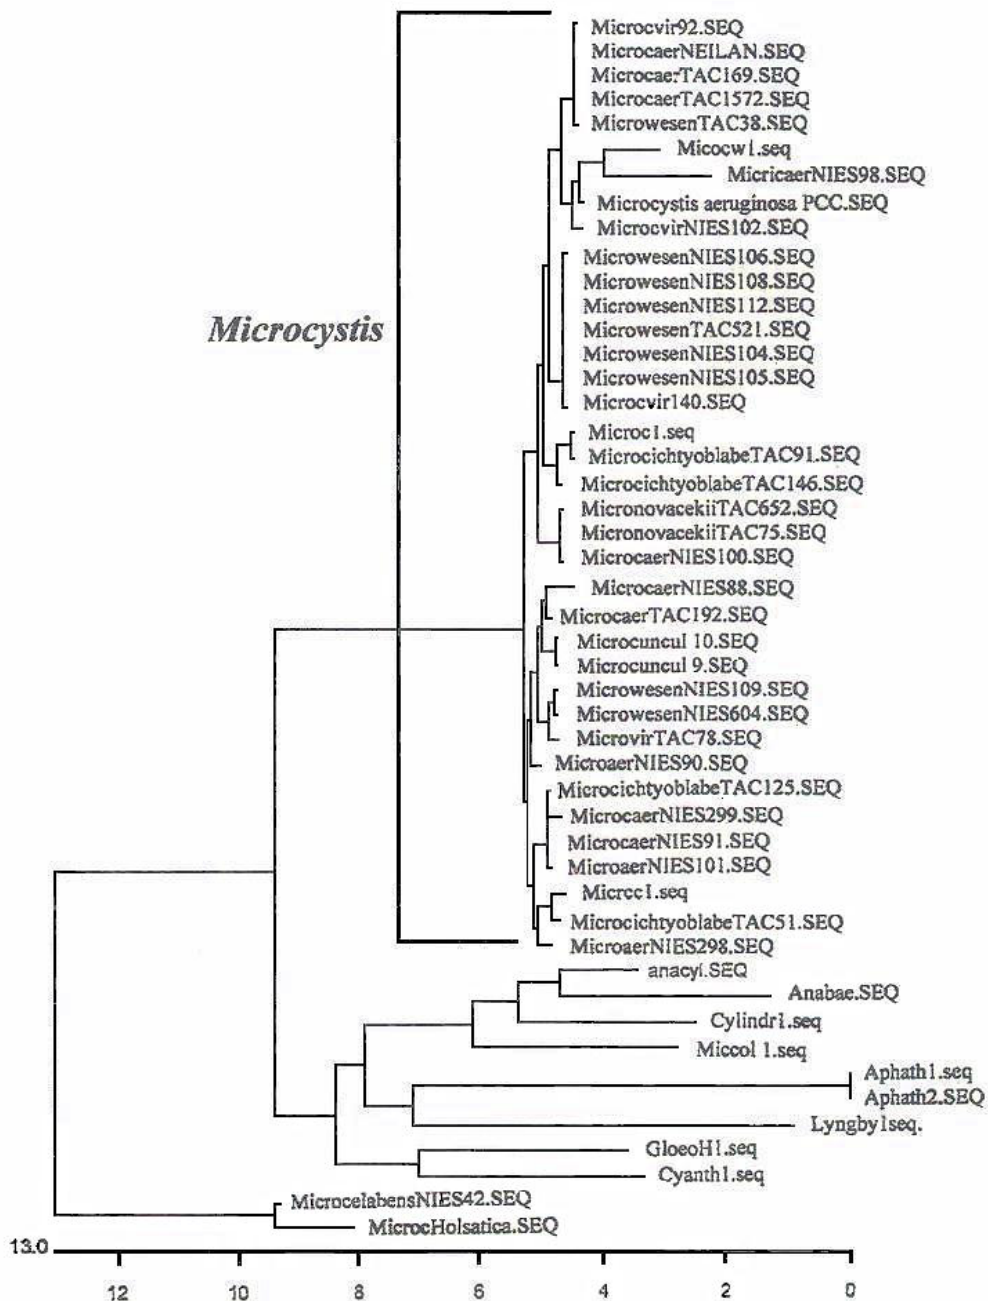 Microcvir92.SEQ
MicrocaerNEILAN.SEQ
MicrocaerTAC169.SEQ
MicrocaerTAC1572.SEQ
MicrowesenTAC38.SEQ
Micocw1.seq
MicricaerNIES98.SEQ
Microcystis aeruginosa PCC.SEQ
MicrocvirNIES102.SEQ
MicrowesenNIES106.SEQ
MicrowesenNIES108.SEQ
MicrowesenNIES112.SEQ
Microcystis
MicrowesenTAC521.SEQ
MicrowesenNIES104.SEQ
MicrowesenNIES105.SEQ
Microcvir140.SEQ
Microc1.seq
MicrocichtyoblabeTAC91.SEQ
MicrocichtyoblabeTAC146.SEQ
MicronovacekiiTAC652.SEQ
MicronovacekiiTAC75.SEQ
MicrocaerNIES100.SEQ
MicrocaerNIES88.SEQ
MicrocaerTAC192.SEQ
Microcuncul 10.SEQ
Microcuncul 9.SEQ
MicrowesenNIES109.SEQ
MicrowesenNIES604.SEQ
MicrovirTAC78.SEQ
MicroaerNIES90.SEQ
MicrocichtyoblabeTAC125.SEQ
MicrocaerNIES299.SEQ
MicrocaerNIES91.SEQ
MicroaerNIES101.SEQ
Microc1.seq
MicrocichtyoblabeTAC51.SEQ
MicroaerNIES298.SEQ
anacyl.SEQ
Anabae.SEQ
Cylindr1.seq
Miccol 1.seq
Aphath1.seq
Aphath2.SEQ
Lyngby1seq.
GloeoH1.seq
Cyanth1.seq
MicrocelabensNIES42.SEQ
MicrocHolsatica.SEQ
13.0
12 10 8 6 4 2 0